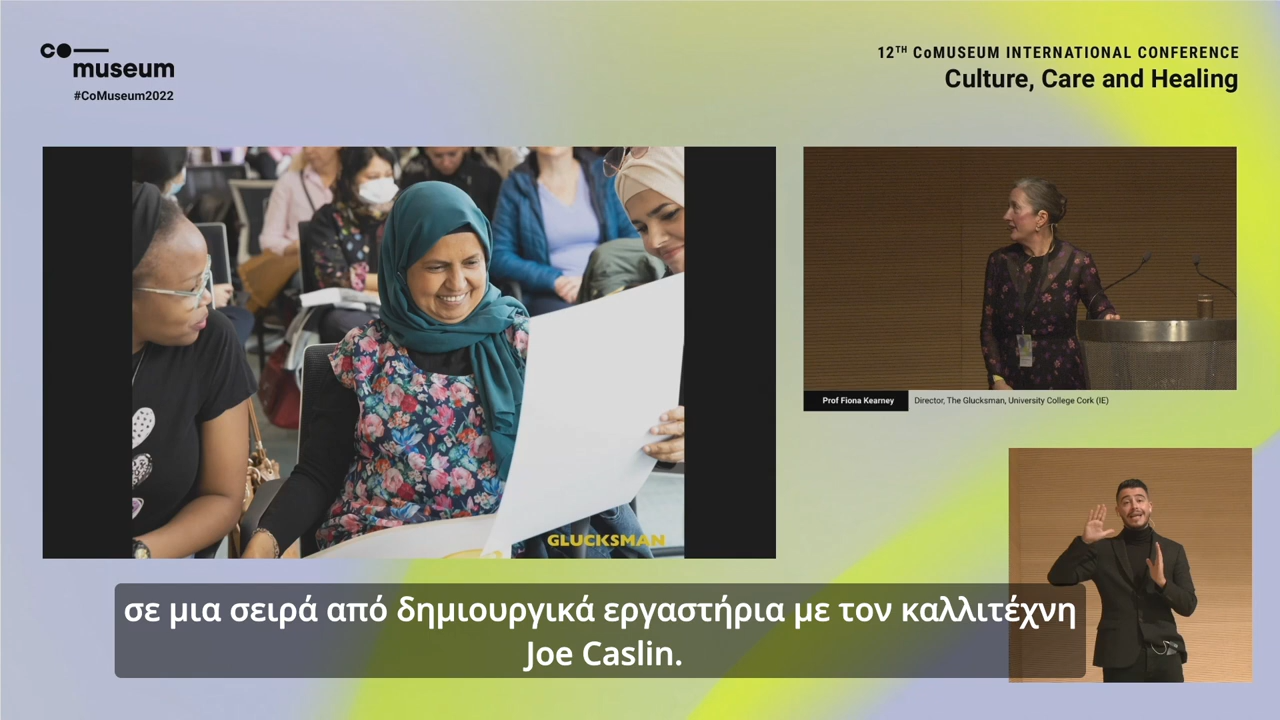 co museum
#CoMuseum2022
12TH CoMUSEUM INTERNATIONAL CONFERENCE
Culture, Care and Healing
GLUCKSMAN
Prof Fiona Kearney
Director, The Glucksman, University College Cork (IE)
σε μια σειρά από δημιουργικά εργαστήρια με τον καλλιτέχνη
Joe Caslin.